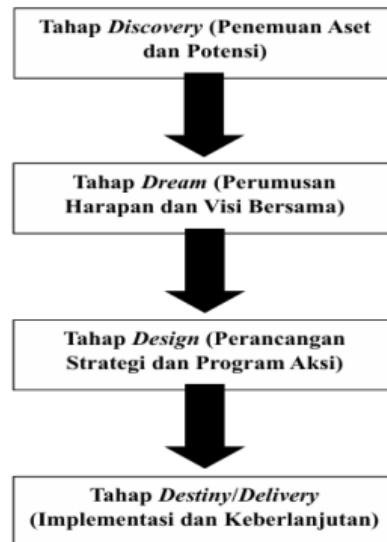 Tahap Discovery (Penemuan Aset
dan Potensi)
Tahap Dream (Perumusan
Harapan dan Visi Bersama)
Tahap Design (Perancangan
Strategi dan Program Aksi)
Tahap Destiny/Delivery
(Implementasi dan Keberlanjutan)